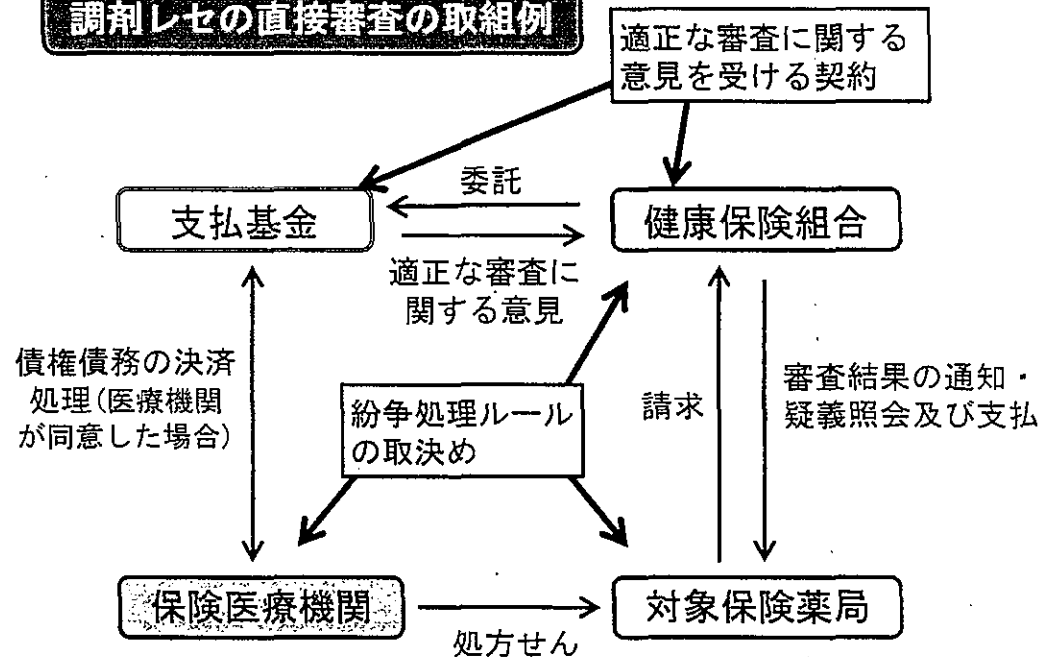 調剤レセの直接審査の取組例
適正な審査に関する
意見を受ける契約
委託
支払基金
健康保険組合
適正な審査に
関する意見
債権債務の決済
処理(医療機関
が同意した場合)
紛争処理ルール
の取決め
請求
審査結果の通知・
疑義照会及び支払
保険医療機関
対象保険薬局
処方せん